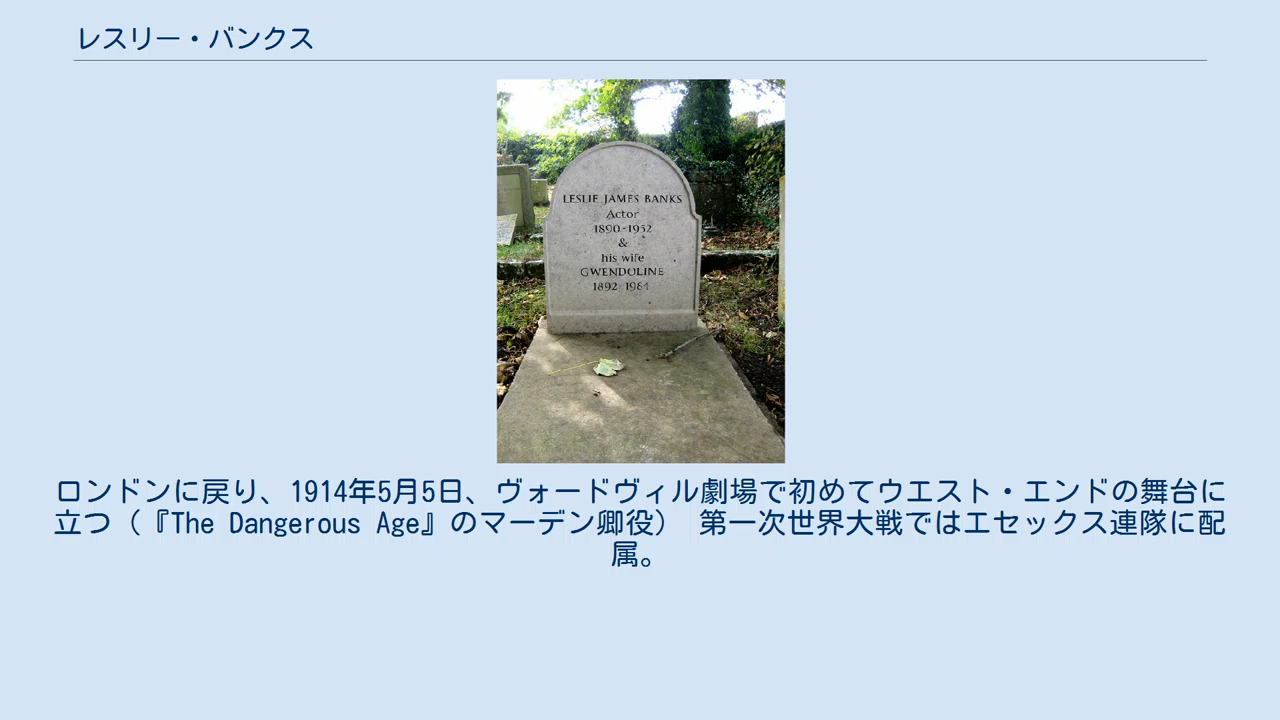 レスリー・バンクス
LESLIE JAMES BANKS
Actor
1890-1952
&
his wife
GWENDOLINE
1892-1984
ロンドンに戻り、1914年5月5日、ヴォードヴィル劇場で初めてウエスト・エンドの舞台に
立つ（『The Dangerous Age』のマーデン卿役） 第一次世界大戦ではエセックス連隊に配
属。